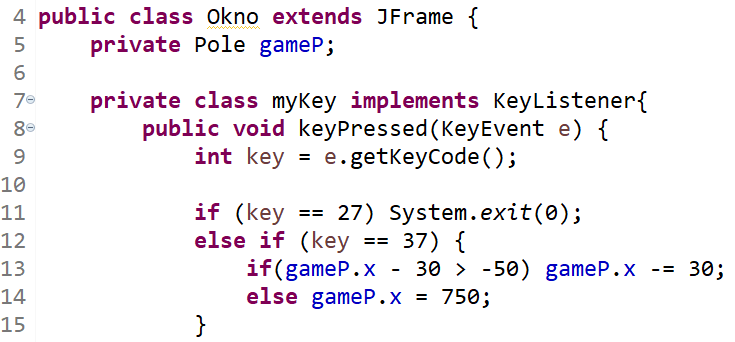 4 public class Okno extends JFrame {
5     private Pole gameP;
6
7     private class myKey implements KeyListener{
8         public void keyPressed(KeyEvent e) {
9             int key = e.getKeyCode();
10
11             if (key == 27) System.exit(0);
12             else if (key == 37) {
13                 if(gameP.x - 30 > -50) gameP.x -= 30;
14                 else gameP.x = 750;
15             }